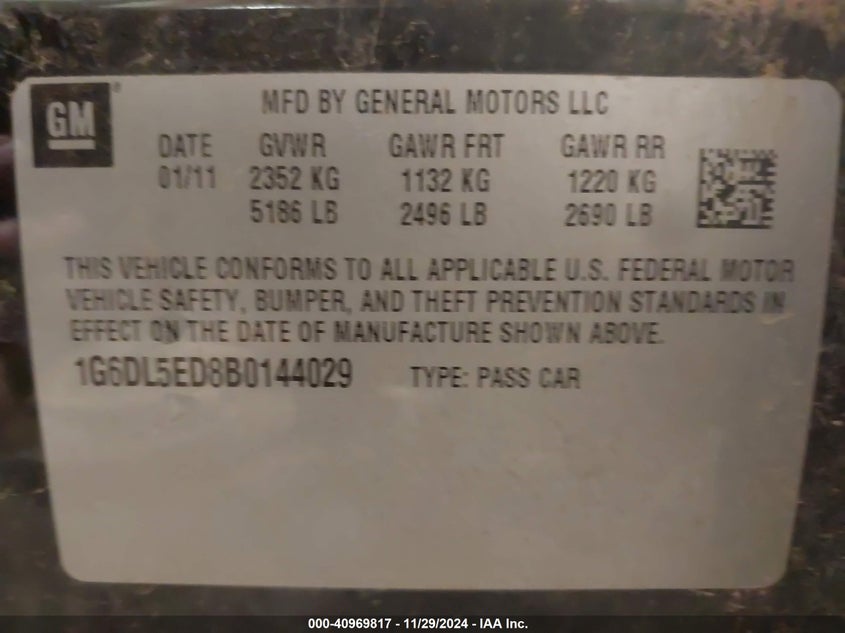 GM
MFD BY GENERAL MOTORS LLC
DATE GVWR GAWR FRT GAWR RR
01/11 2352 KG 1132 KG 1220 KG
5186 LB 2496 LB 2690 LB
THIS VEHICLE CONFORMS TO ALL APPLICABLE U.S. FEDERAL MOTOR
VEHICLE SAFETY, BUMPER, AND THEFT PREVENTION STANDARDS IN
EFFECT ON THE DATE OF MANUFACTURE SHOWN ABOVE.
1G6DL5ED8B0144029 TYPE: PASS CAR
000-40969817 - 11/29/2024 - IAA Inc.